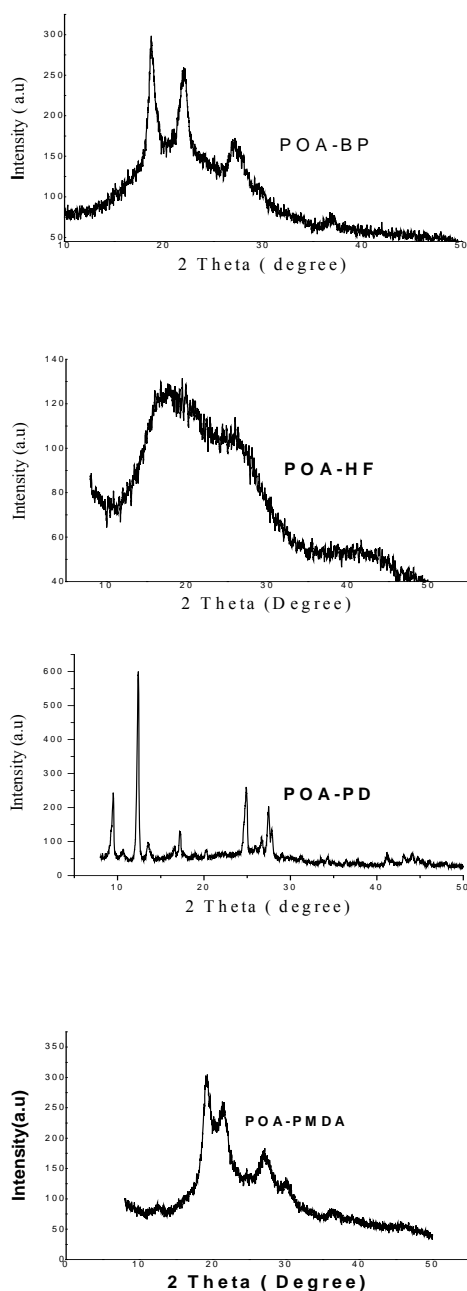 300
250
200
150
100
50
Intensity ( a.u)
POA-BP
10 20 30 40 50
2 Theta ( degree)
140
120
100
80
60
40
Intensity (a.u)
POA-HF
10 20 30 40 50
2 Theta (Degree)
600
500
400
300
200
100
0
Intensity (a.u)
POA-PD
10 20 30 40 50
2 Theta ( degree)
350
300
250
200
150
100
50
0
Intensity(a.u)
POA-PMDA
0 10 20 30 40 50
2 Theta ( Degree)